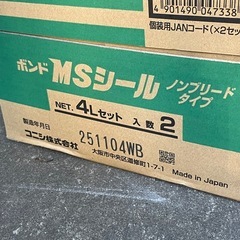 4901490047338
個装用JANコード(×2セッ
ボンド MSシール ノンブリード
タイプ
NET. 4Lセット 入数 2
製造年月日 251104WB
コニシ株式会社
大阪市中央区道修町1-7-1
Made in Japan